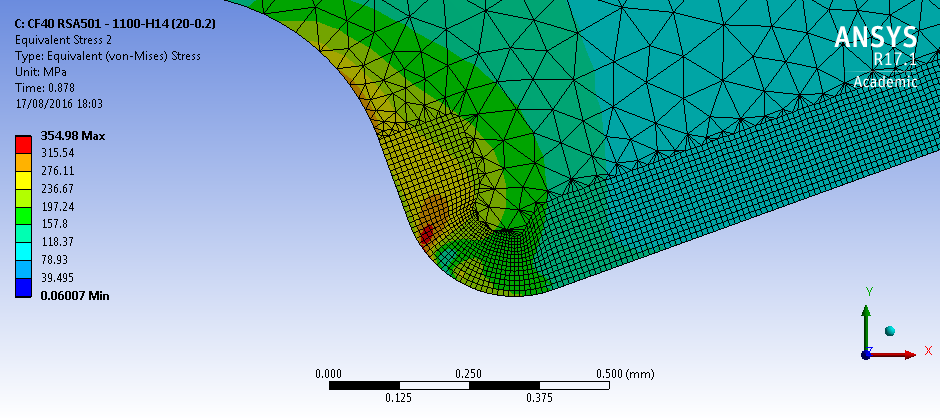 C: CF40 RSA501 - 1100-H14 (20-0.2)
Equivalent Stress 2
Type: Equivalent (von-Mises) Stress
Unit: MPa
Time: 0.878
17/08/2016 18:03
354.98 Max
315.54
276.11
236.67
197.24
157.8
118.37
78.93
39.495
0.06007 Min
ANSYS
R17.1
Academic
0.000 0.250 0.500 (mm)
0.125 0.375
Y
Z X